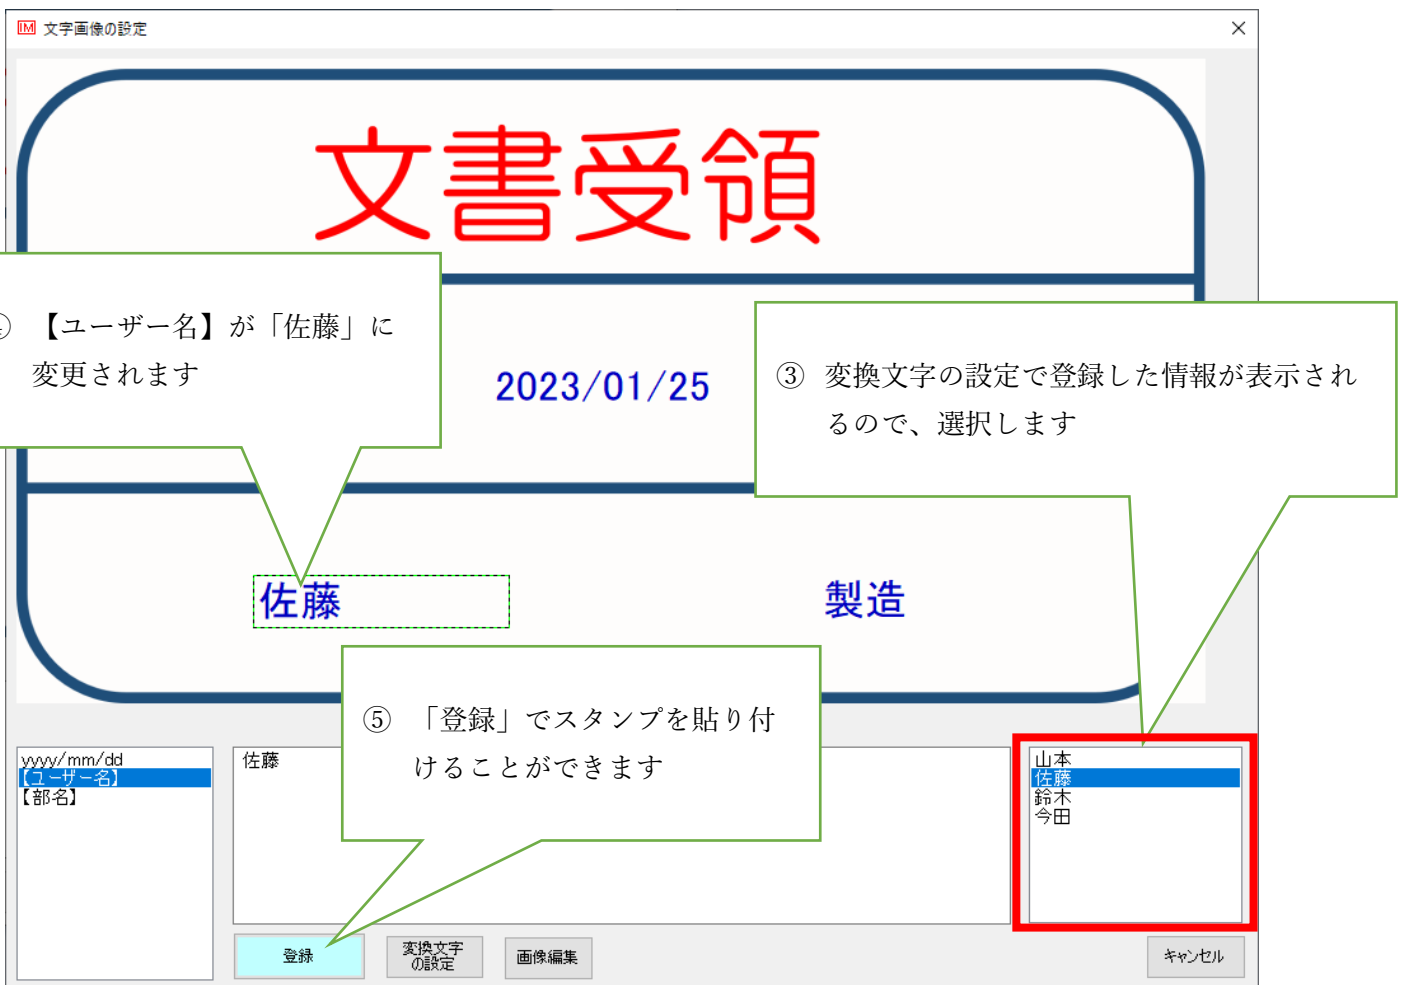 IM 文字画像の設定
文書受領
【ユーザー名】が「佐藤」に
変更されます
2023/01/25
③ 変換文字の設定で登録した情報が表示され
るので、選択します
佐藤
製造
⑤ 「登録」でスタンプを貼り付
けることができます
yyyy/mm/dd
【ユーザー名】
【部名】
佐藤
山本
佐藤
鈴木
今田
登録
変換文字
の設定
画像編集
キャンセル